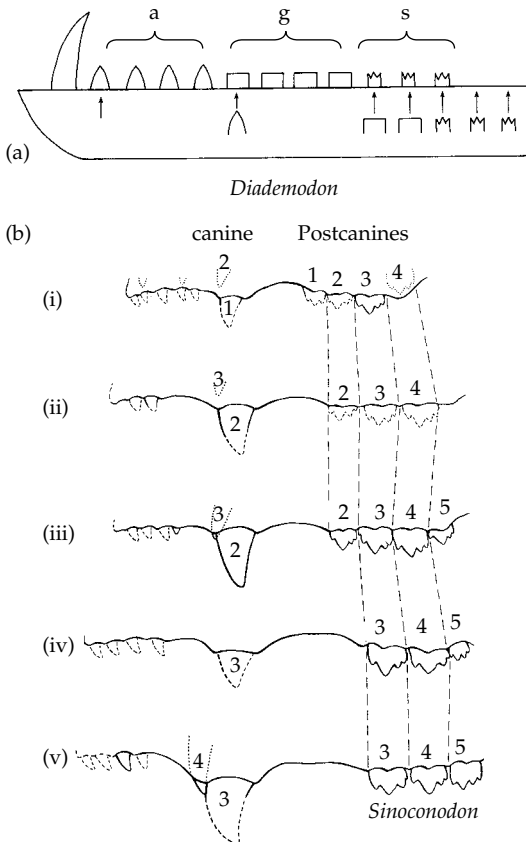 a g s
(a)
Diademodon
(b)
canine Postcanines
2 1 2 3 4
(i) 1
3
(ii) 2 2 3 4
3 2 3 4 5
(iii) 2
3 4 5
(iv) 3
4 3 4 5
(v) 3
Sinoconodon